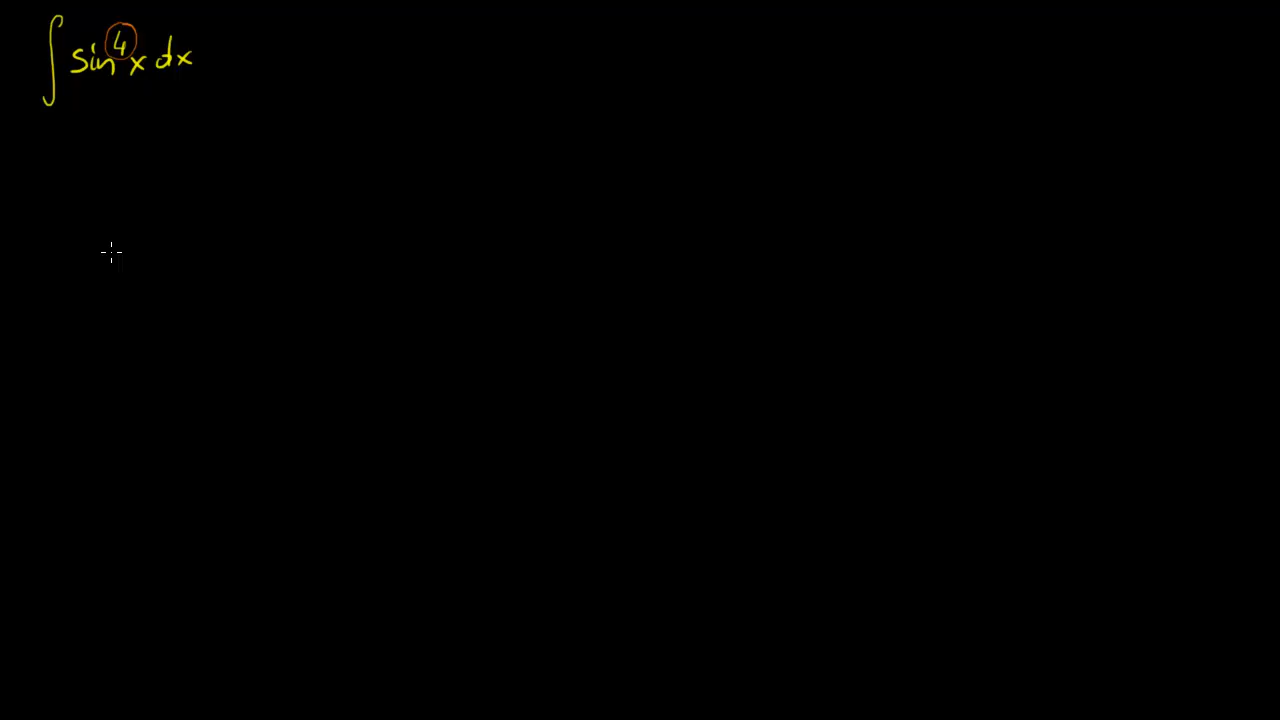 ∫ sin⁴x dx